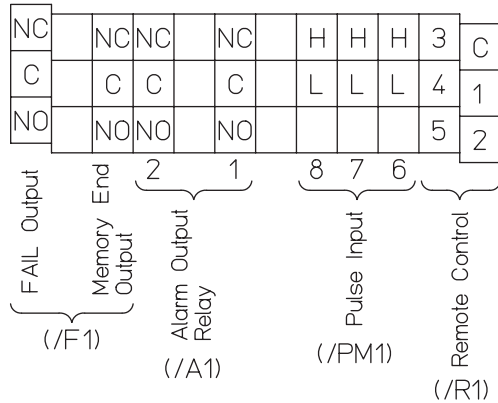 NC NC NC NC H H H 3 C
C C C C L L L 4 1
NO NO NO NO 5 2
2 1 8 7 6
FAIL Output
Memory End
Output
(/F1)
Alarm Output
Relay
(/A1)
Pulse Input
(/PM1)
Remote Control
(/R1)